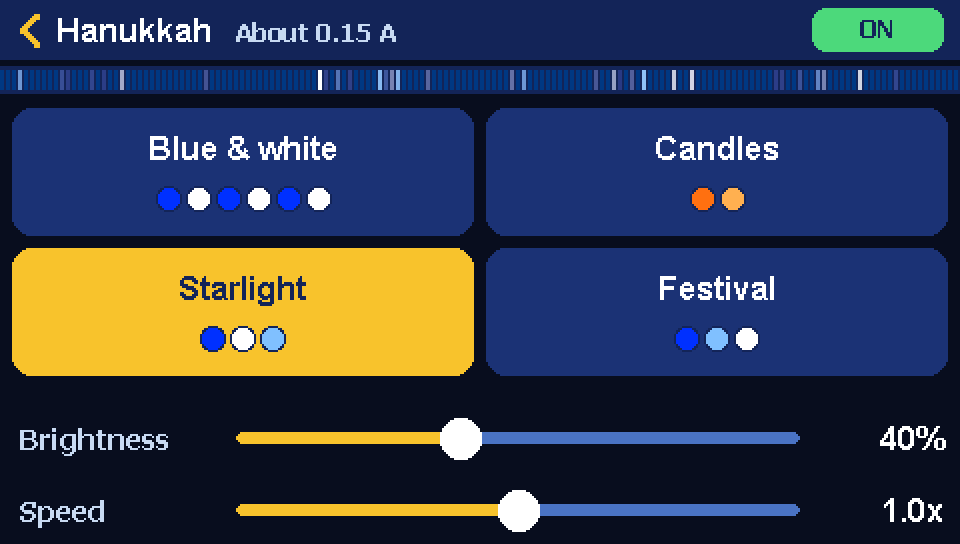 Hanukkah About 0.15 A ON
Blue & white
Candles
Starlight
Festival
Brightness 40%
Speed 1.0x